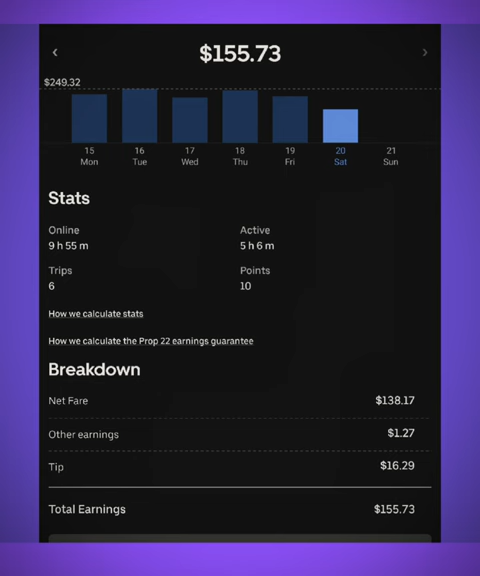 ‹ $155.73 ›
$249.32
15 16 17 18 19 20 21
Mon Tue Wed Thu Fri Sat Sun
Stats
Online Active
9 h 55 m 5 h 6 m
Trips Points
6 10
How we calculate stats
How we calculate the Prop 22 earnings guarantee
Breakdown
Net Fare $138.17
Other earnings $1.27
Tip $16.29
Total Earnings $155.73